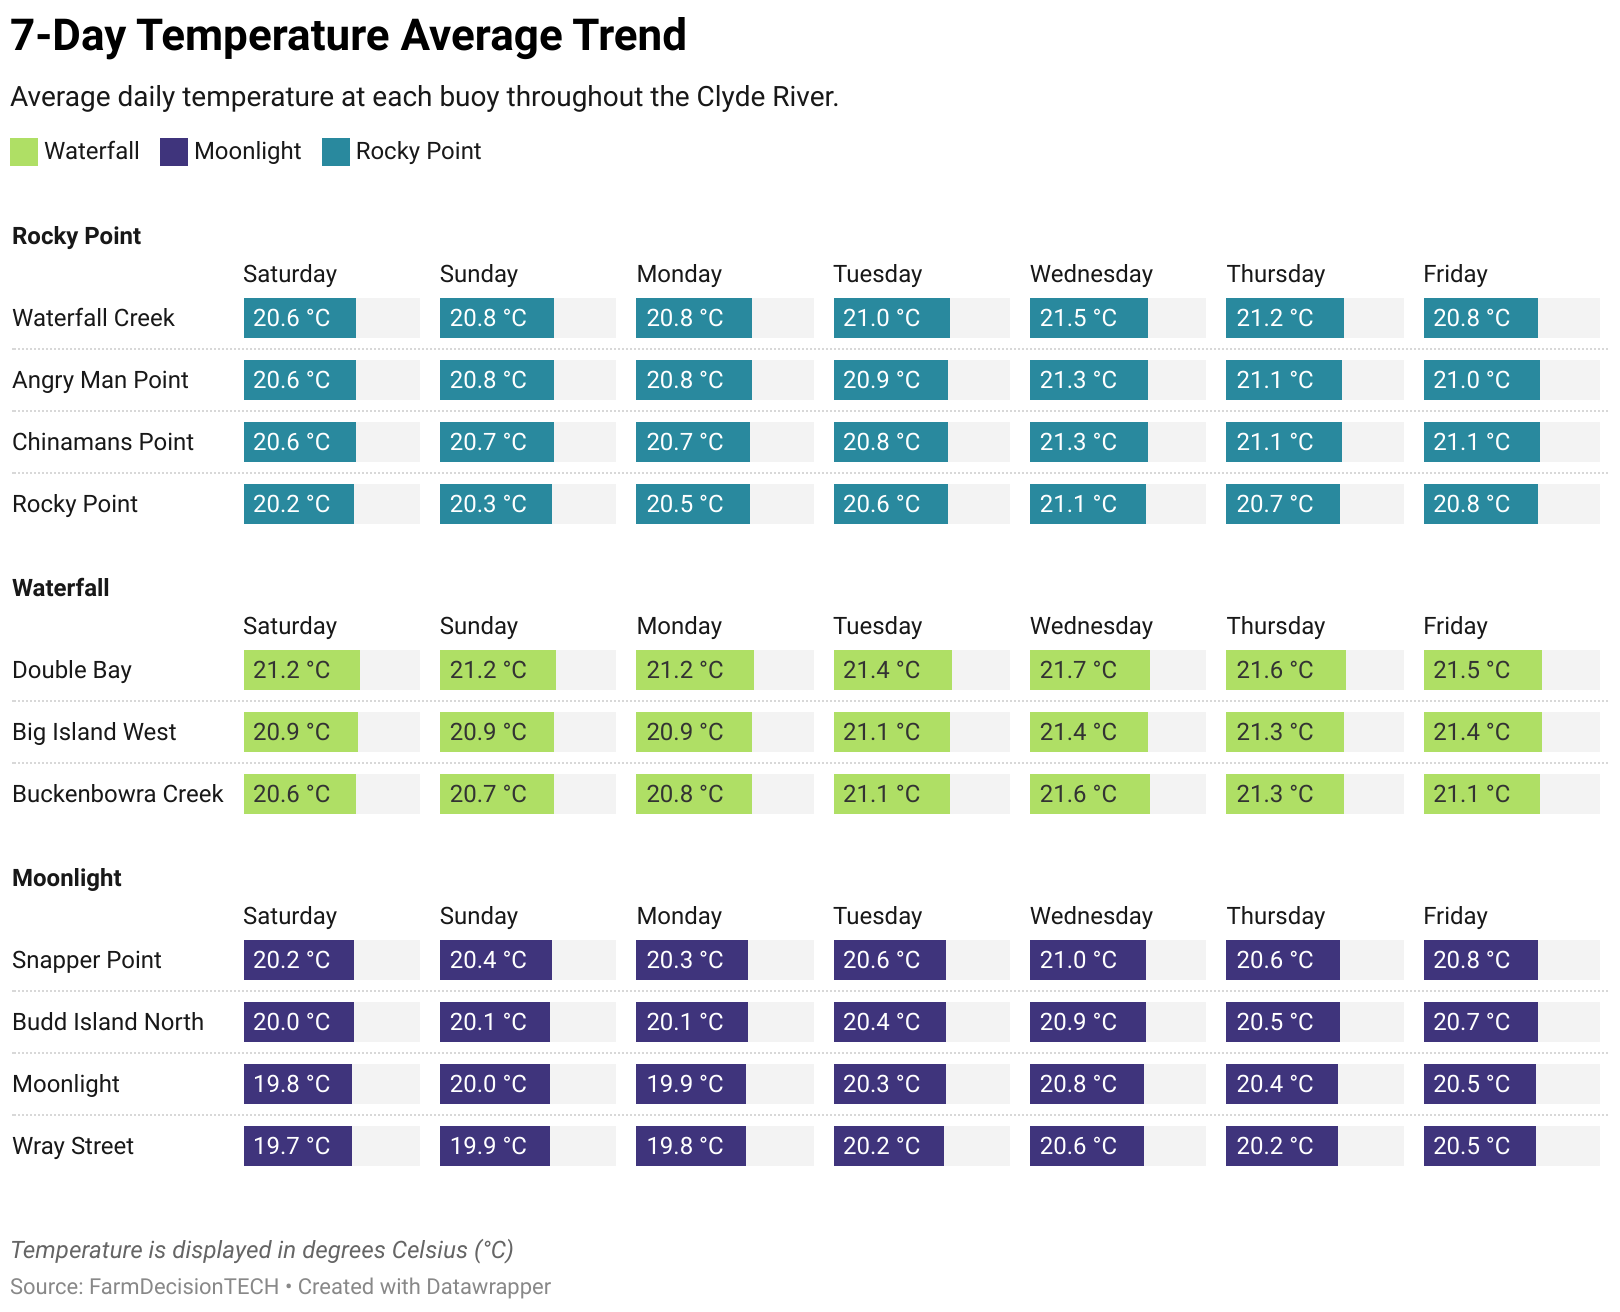 7-Day Temperature Average Trend
Average daily temperature at each buoy throughout the Clyde River.
Waterfall Moonlight Rocky Point
Rocky Point
Saturday Sunday Monday Tuesday Wednesday Thursday Friday
Waterfall Creek 20.6 °C 20.8 °C 20.8 °C 21.0 °C 21.5 °C 21.2 °C 20.8 °C
Angry Man Point 20.6 °C 20.8 °C 20.8 °C 20.9 °C 21.3 °C 21.1 °C 21.0 °C
Chinamans Point 20.6 °C 20.7 °C 20.7 °C 20.8 °C 21.3 °C 21.1 °C 21.1 °C
Rocky Point 20.2 °C 20.3 °C 20.5 °C 20.6 °C 21.1 °C 20.7 °C 20.8 °C
Waterfall
Saturday Sunday Monday Tuesday Wednesday Thursday Friday
Double Bay 21.2 °C 21.2 °C 21.2 °C 21.4 °C 21.7 °C 21.6 °C 21.5 °C
Big Island West 20.9 °C 20.9 °C 20.9 °C 21.1 °C 21.4 °C 21.3 °C 21.4 °C
Buckenbowra Creek 20.6 °C 20.7 °C 20.8 °C 21.1 °C 21.6 °C 21.3 °C 21.1 °C
Moonlight
Saturday Sunday Monday Tuesday Wednesday Thursday Friday
Snapper Point 20.2 °C 20.4 °C 20.3 °C 20.6 °C 21.0 °C 20.6 °C 20.8 °C
Budd Island North 20.0 °C 20.1 °C 20.1 °C 20.4 °C 20.9 °C 20.5 °C 20.7 °C
Moonlight 19.8 °C 20.0 °C 19.9 °C 20.3 °C 20.8 °C 20.4 °C 20.5 °C
Wray Street 19.7 °C 19.9 °C 19.8 °C 20.2 °C 20.6 °C 20.2 °C 20.5 °C
Temperature is displayed in degrees Celsius (°C)
Source: FarmDecisionTECH • Created with Datawrapper